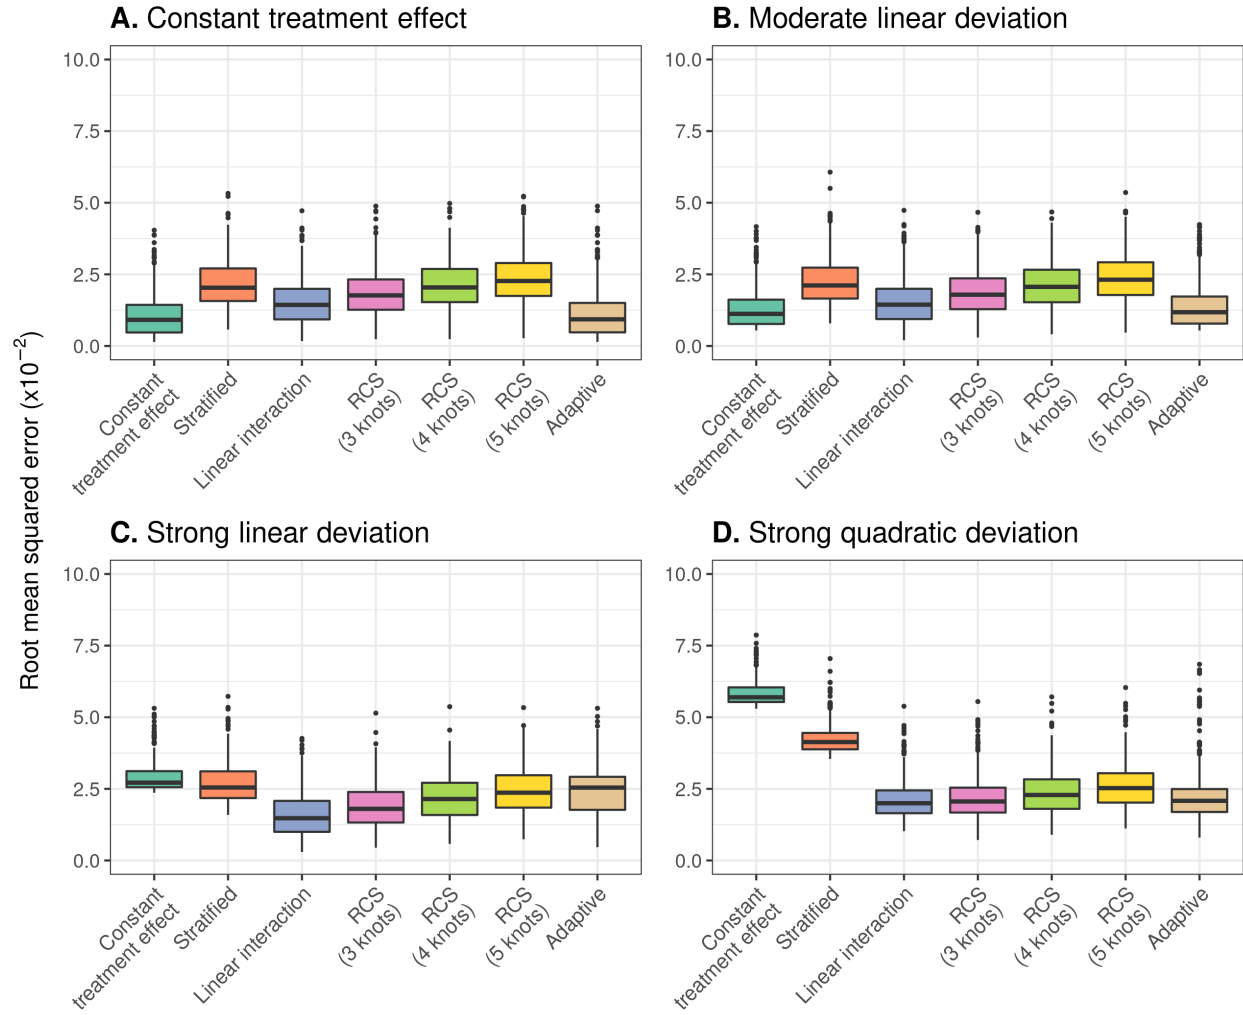 A. Constant treatment effect
10.0
7.5
5.0
2.5
0.0
Constant
treatment effect
Stratified
Linear interaction
RCS
(3 knots)
RCS
(4 knots)
RCS
(5 knots)
Adaptive
B. Moderate linear deviation
10.0
7.5
5.0
2.5
0.0
Constant
treatment effect
Stratified
Linear interaction
RCS
(3 knots)
RCS
(4 knots)
RCS
(5 knots)
Adaptive
Root mean squared error (x10⁻²)
C. Strong linear deviation
10.0
7.5
5.0
2.5
0.0
Constant
treatment effect
Stratified
Linear interaction
RCS
(3 knots)
RCS
(4 knots)
RCS
(5 knots)
Adaptive
D. Strong quadratic deviation
10.0
7.5
5.0
2.5
0.0
Constant
treatment effect
Stratified
Linear interaction
RCS
(3 knots)
RCS
(4 knots)
RCS
(5 knots)
Adaptive